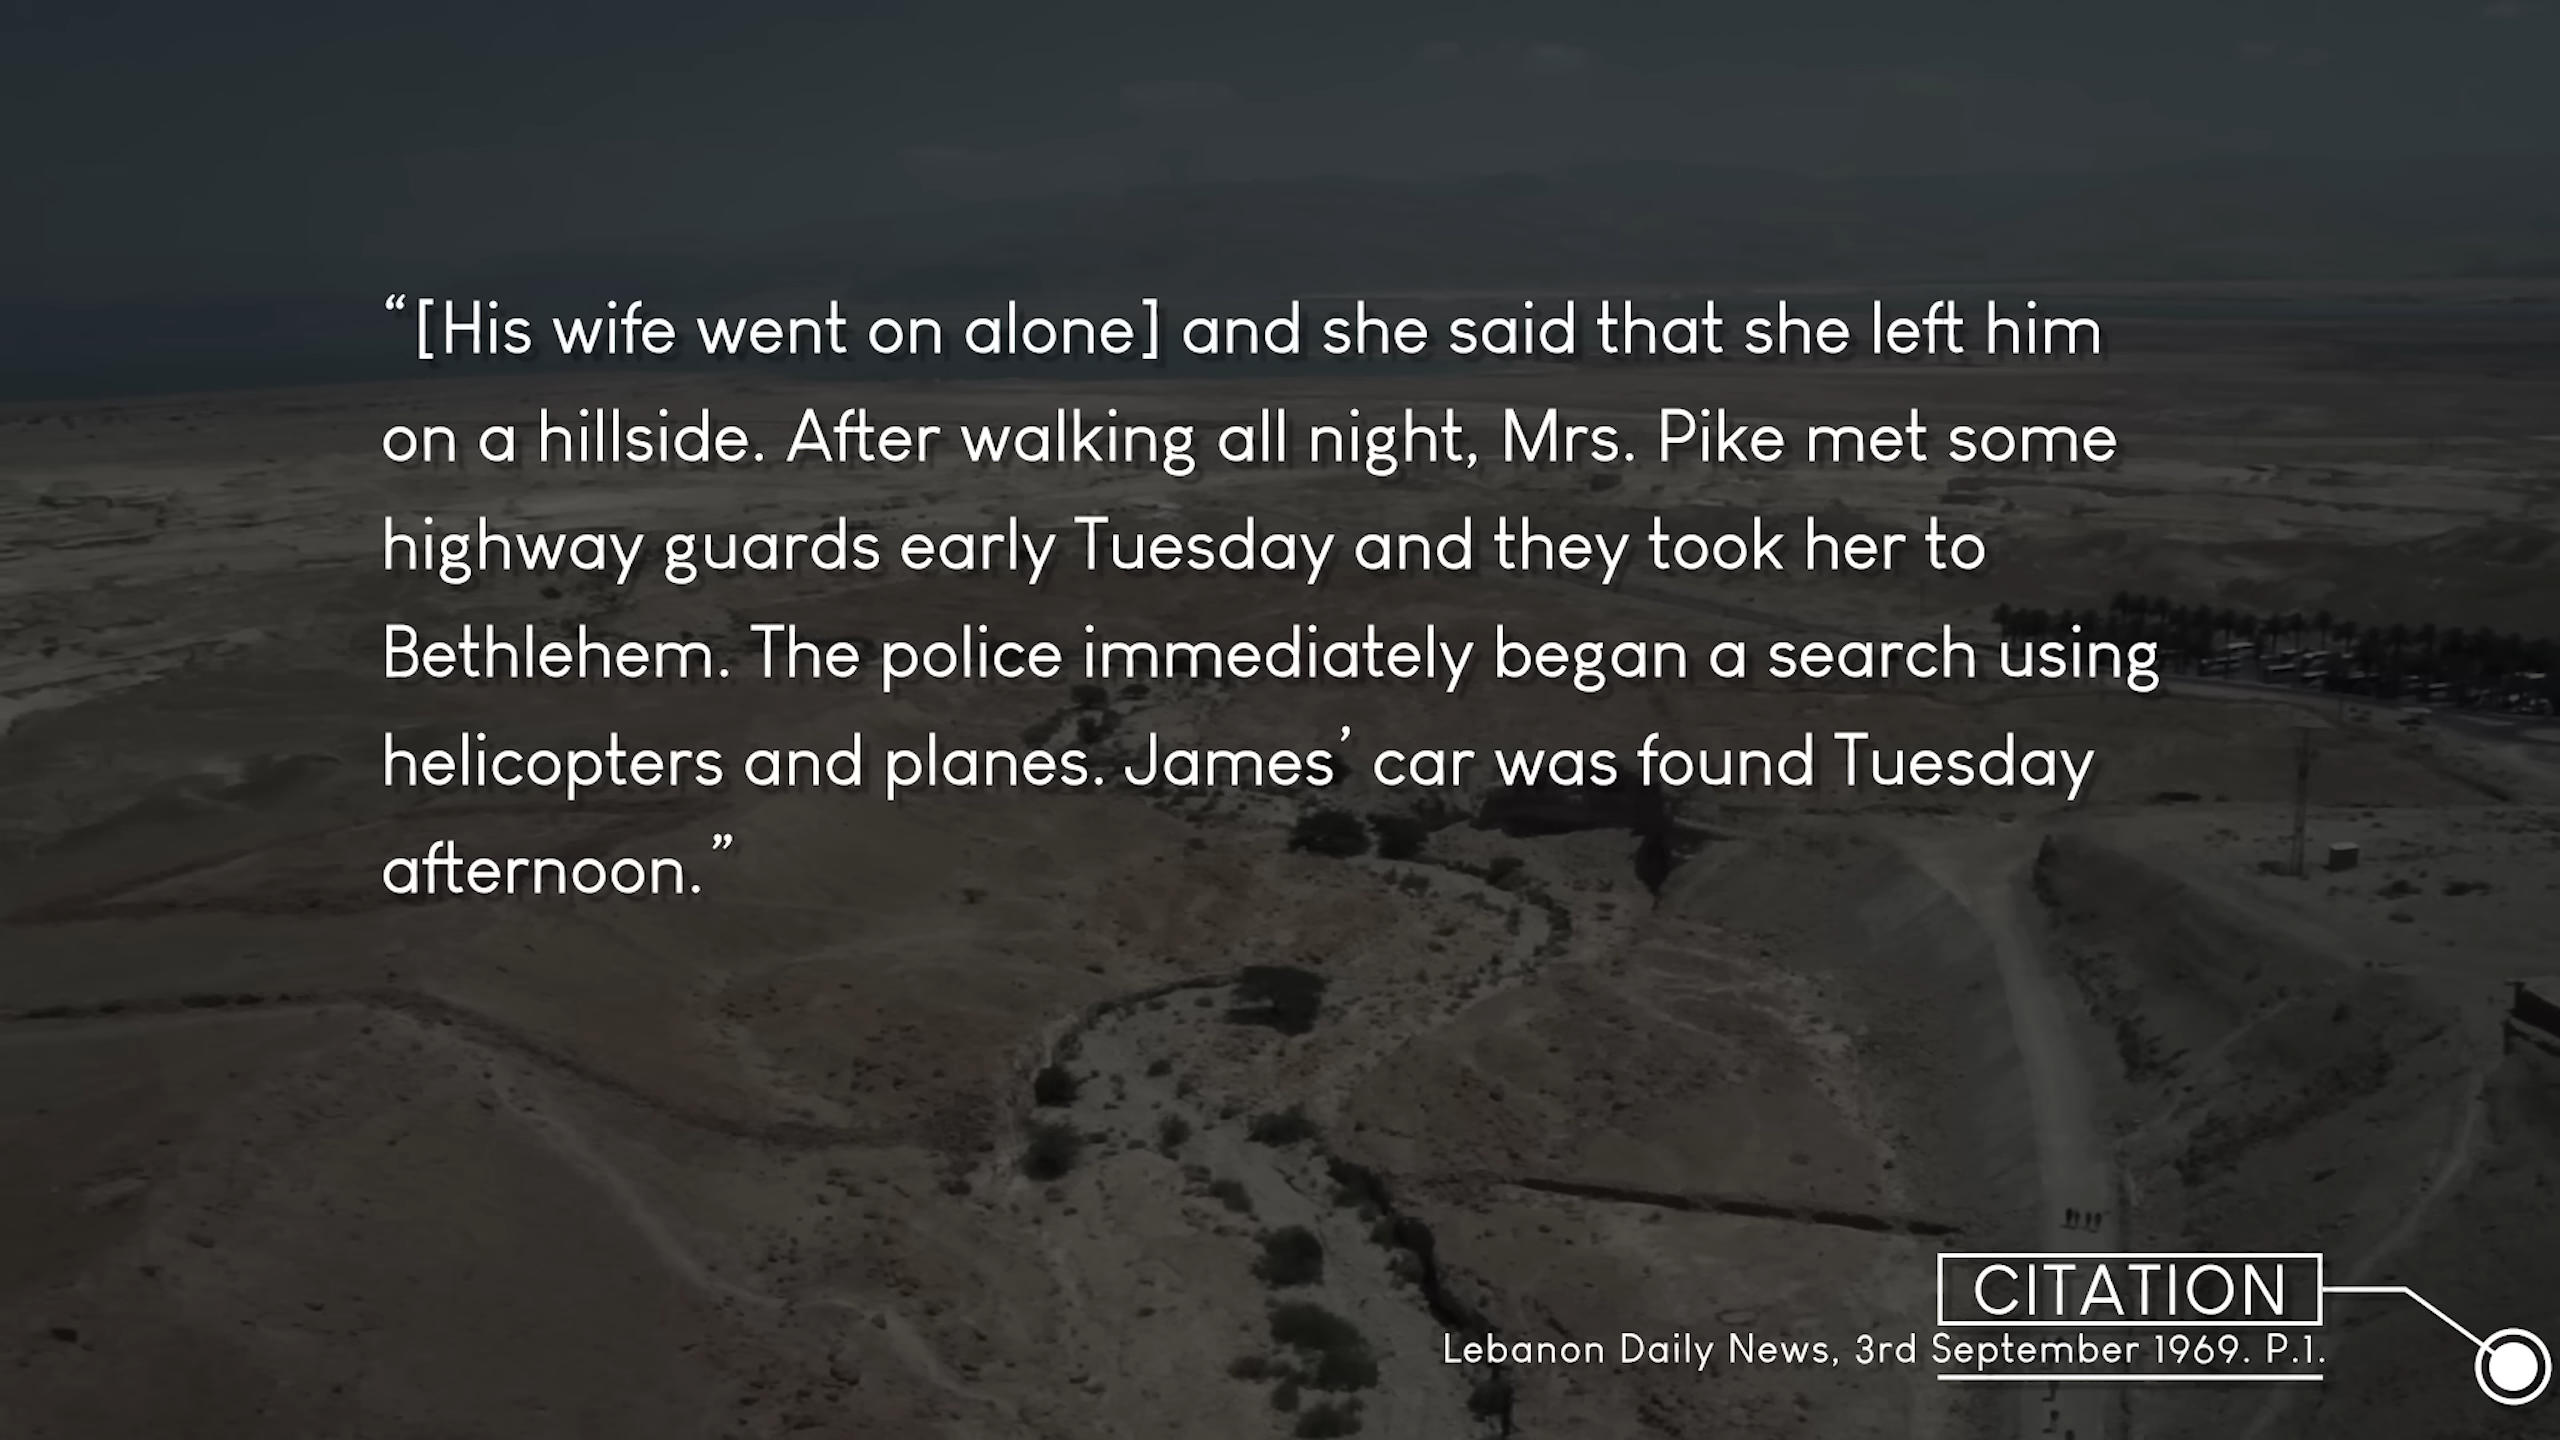 “[His wife went on alone] and she said that she left him
on a hillside. After walking all night, Mrs. Pike met some
highway guards early Tuesday and they took her to
Bethlehem. The police immediately began a search using
helicopters and planes. James’ car was found Tuesday
afternoon.”
CITATION
Lebanon Daily News, 3rd September 1969. P.1.